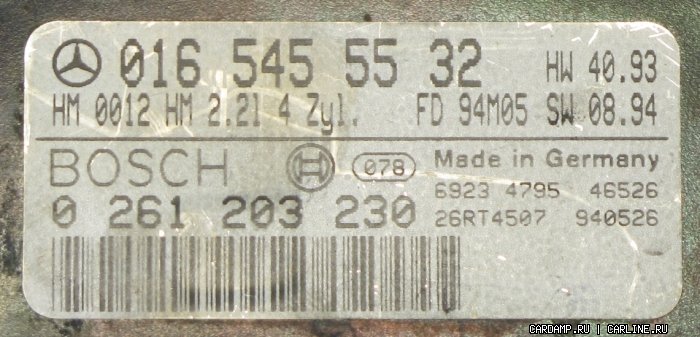 016 545 55 32 HW 40.93
HM 0012 HM 2.2l 4 Zyl. FD 94M05 SW 08.94
BOSCH 078 Made in Germany
6923 4795 46526
0 261 203 230 26RT4507 940526
CARDAMP.RU | CARLINE.RU